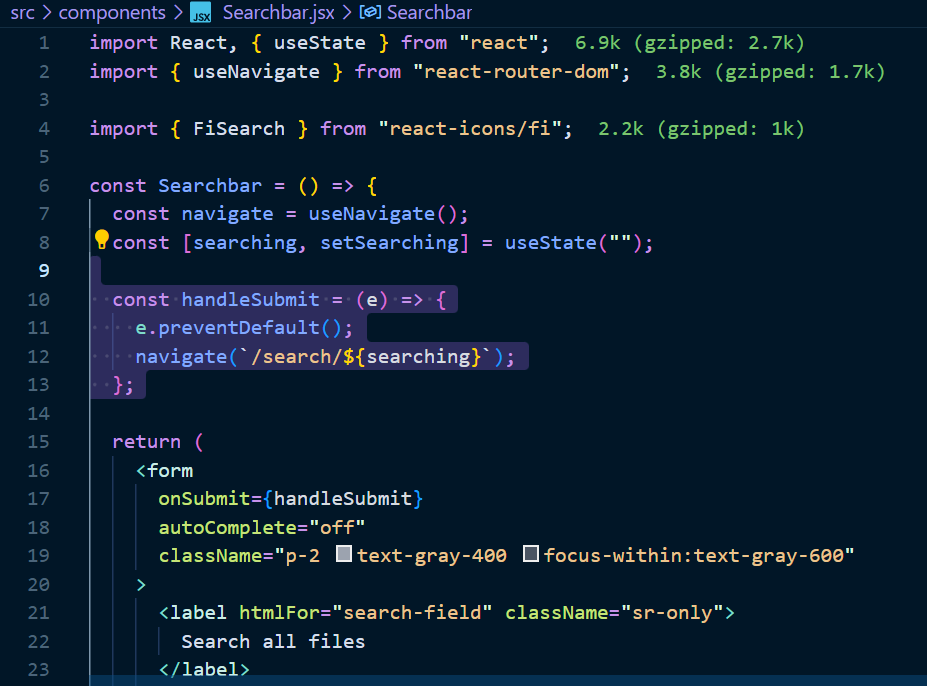 src > components > JSX Searchbar.jsx > Searchbar
1 import React, { useState } from "react"; 6.9k (gzipped: 2.7k)
2 import { useNavigate } from "react-router-dom"; 3.8k (gzipped: 1.7k)
3
4 import { FiSearch } from "react-icons/fi"; 2.2k (gzipped: 1k)
5
6 const Searchbar = () => {
7   const navigate = useNavigate();
8   const [searching, setSearching] = useState("");
9
10   const handleSubmit = (e) => {
11     e.preventDefault();
12     navigate(`/search/${searching}`);
13   };
14
15   return (
16     <form
17       onSubmit={handleSubmit}
18       autoComplete="off"
19       className="p-2 text-gray-400 focus-within:text-gray-600"
20     >
21       <label htmlFor="search-field" className="sr-only">
22         Search all files
23       </label>